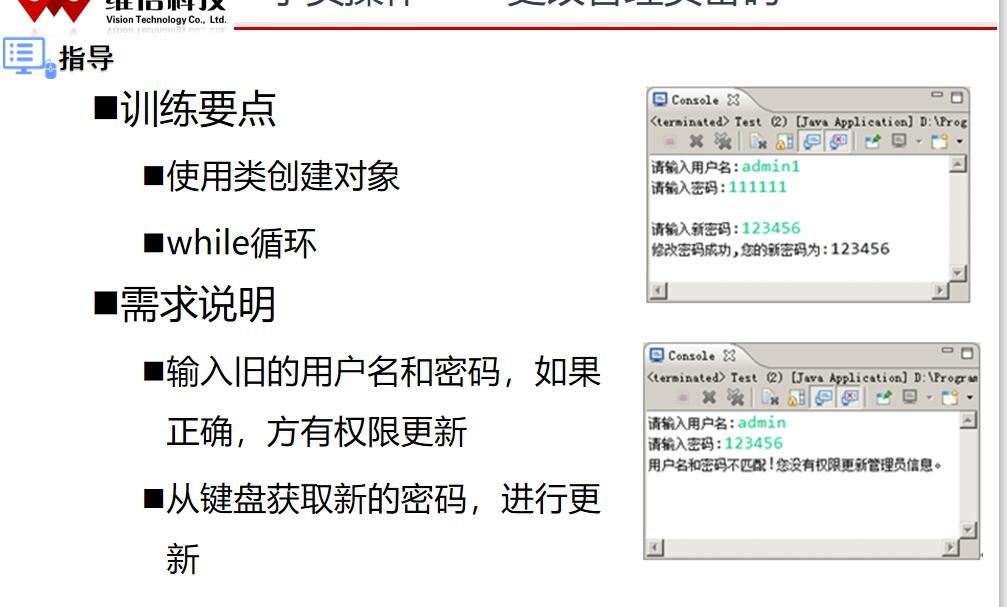 Vision Technology Co., Ltd.
指导
■训练要点
■使用类创建对象
■while循环
■需求说明
■输入旧的用户名和密码，如果
正确，方有权限更新
■从键盘获取新的密码，进行更
新
Console
<terminated> Test (2) [Java Application] D:\Prog
请输入用户名:admin1
请输入密码:111111
请输入新密码:123456
修改密码成功,您的新密码为:123456
Console
<terminated> Test (2) [Java Application] D:\Program
请输入用户名:admin
请输入密码:123456
用户名和密码不匹配!您没有权限更新管理员信息。